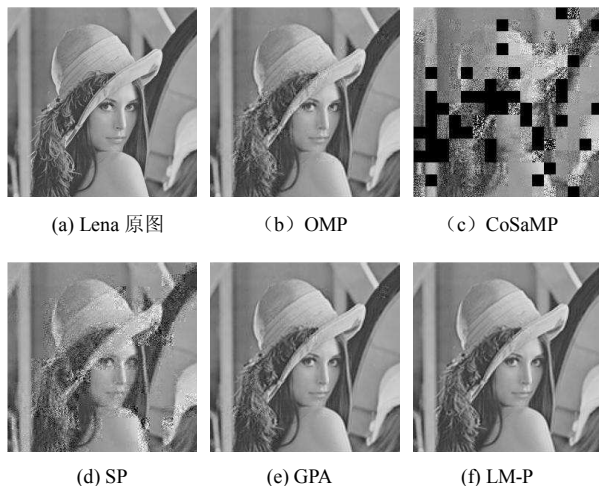 (a) Lena 原图
（b）OMP
（c）CoSaMP
(d) SP
(e) GPA
(f) LM-P